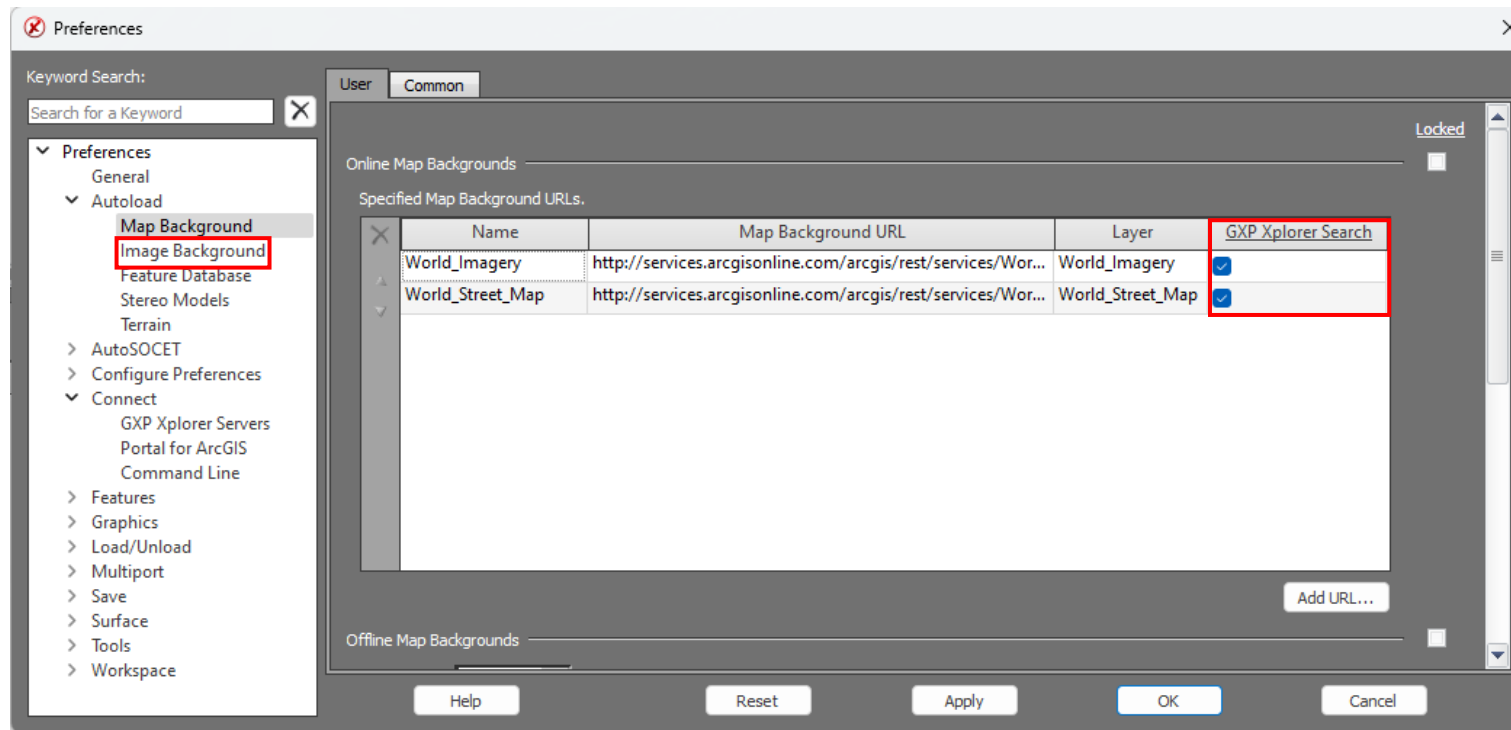 Preferences
Keyword Search:
Search for a Keyword
Preferences
General
Autoload
Map Background
Image Background
Feature Database
Stereo Models
Terrain
AutoSOCET
Configure Preferences
Connect
GXP Xplorer Servers
Portal for ArcGIS
Command Line
Features
Graphics
Load/Unload
Multiport
Save
Surface
Tools
Workspace
User Common
Locked
Online Map Backgrounds
Specified Map Background URLs.
Name Map Background URL Layer GXP Xplorer Search
World_Imagery http://services.arcgisonline.com/arcgis/rest/services/Wor... World_Imagery
World_Street_Map http://services.arcgisonline.com/arcgis/rest/services/Wor... World_Street_Map
Add URL...
Offline Map Backgrounds
Help Reset Apply OK Cancel